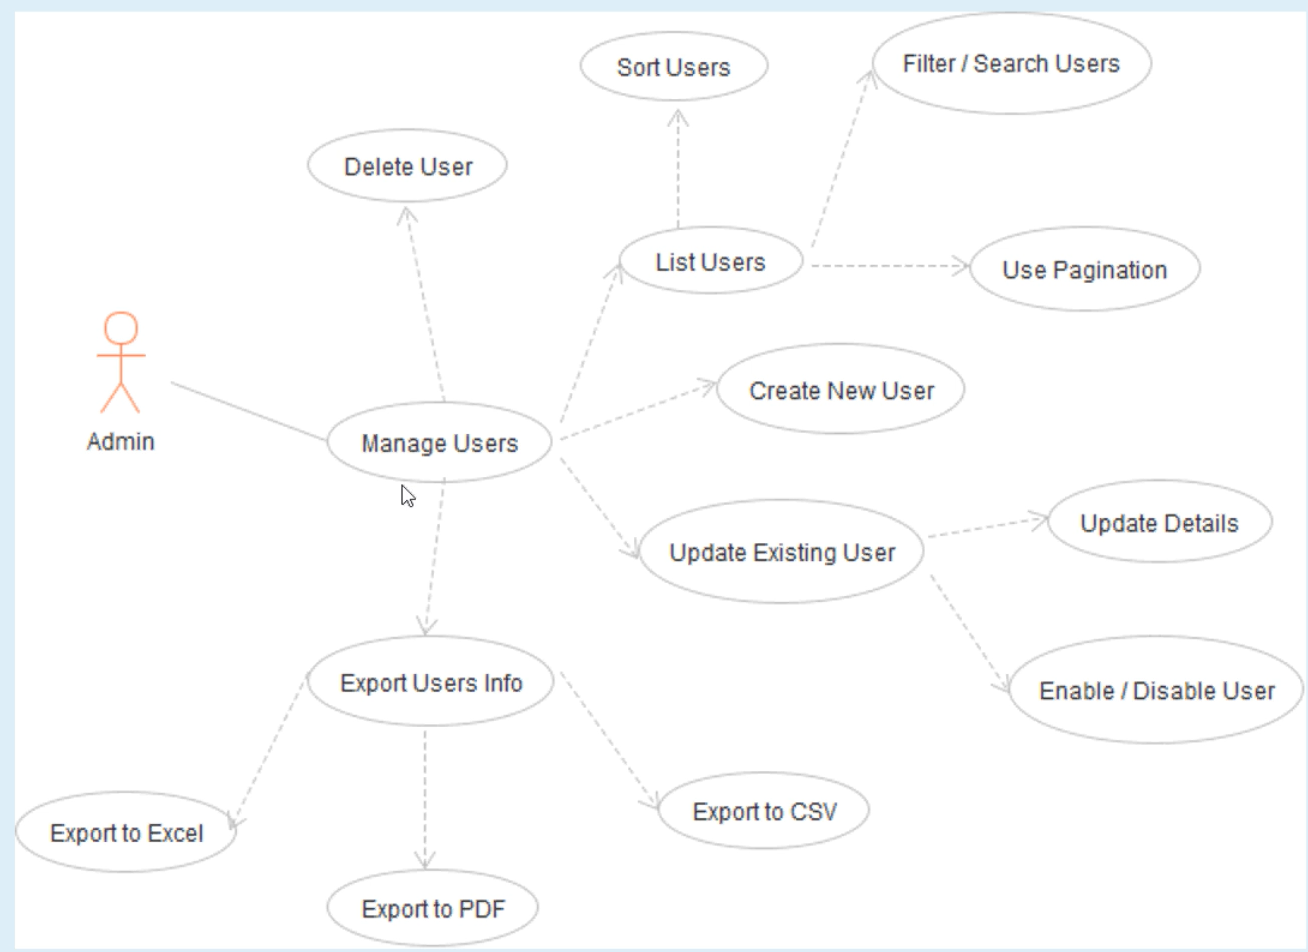 Sort Users
Filter / Search Users
Delete User
List Users
Use Pagination
Create New User
Admin
Manage Users
Update Details
Update Existing User
Export Users Info
Enable / Disable User
Export to CSV
Export to Excel
Export to PDF